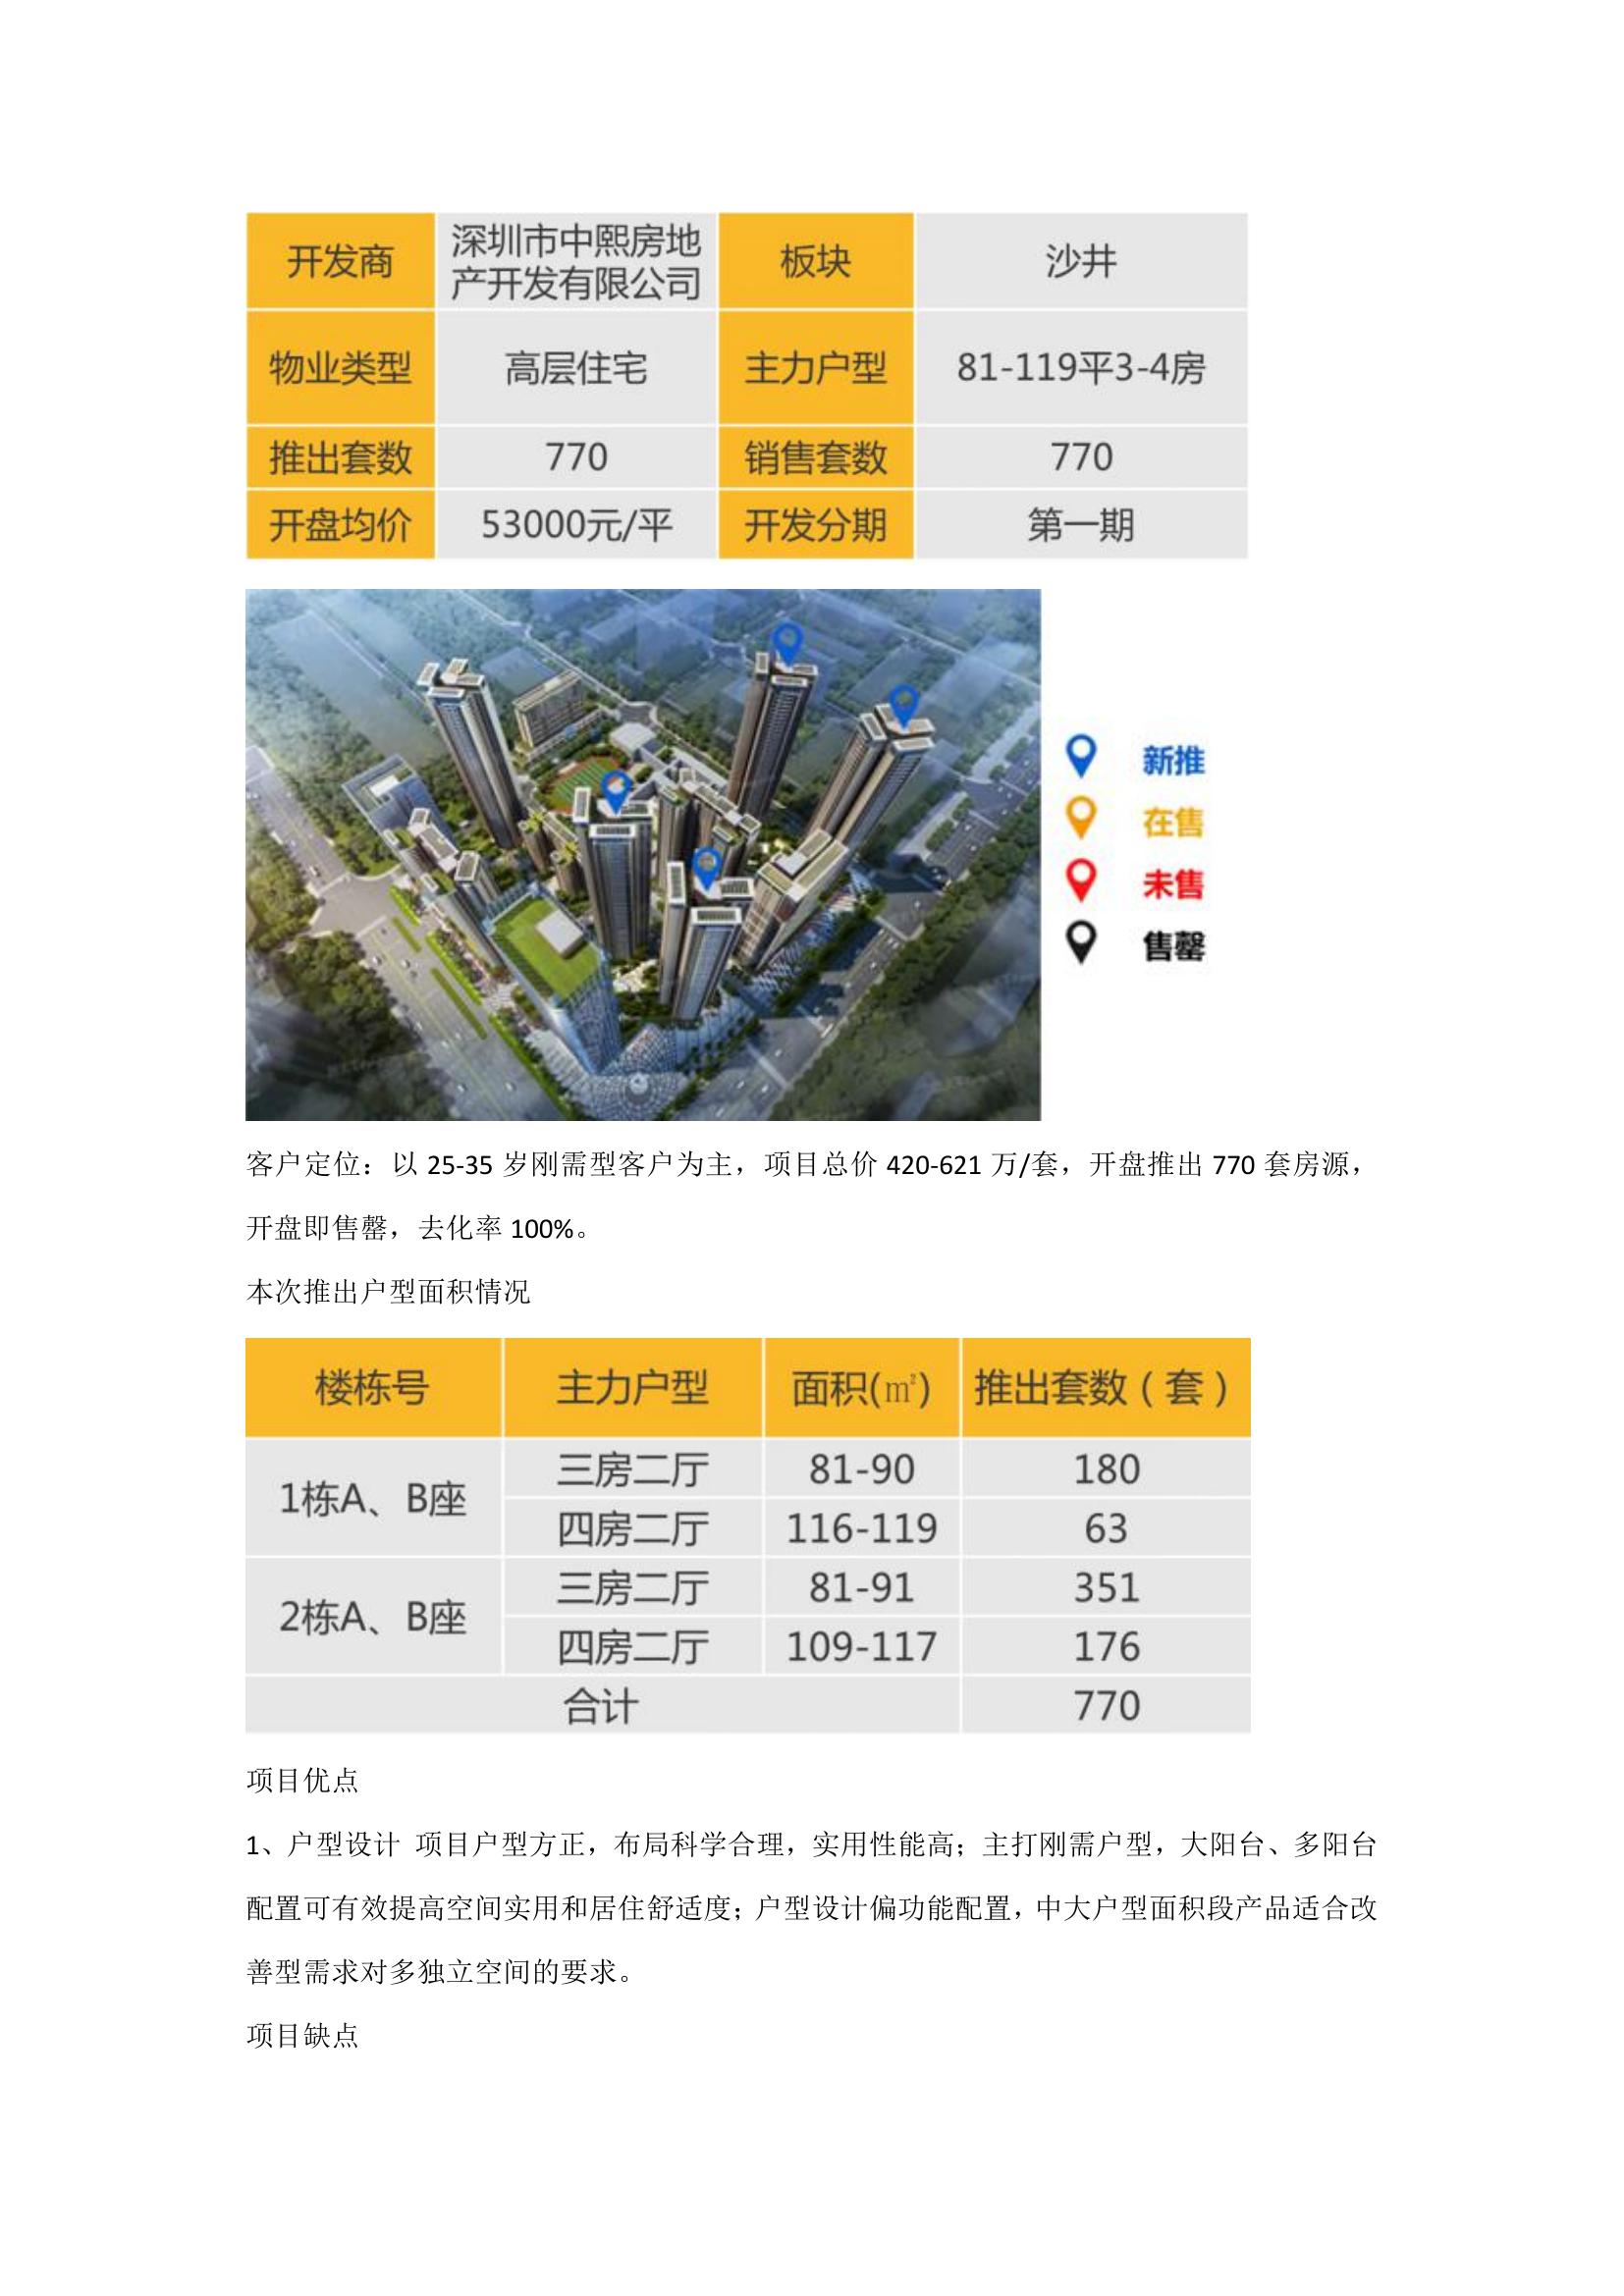 开发商 深圳市中熙房地产开发有限公司 板块 沙井
物业类型 高层住宅 主力户型 81-119平3-4房
推出套数 770 销售套数 770
开盘均价 53000元/平 开发分期 第一期
新推
在售
未售
售罄
客户定位：以 25-35 岁刚需型客户为主，项目总价 420-621 万/套，开盘推出 770 套房源，
开盘即售罄，去化率 100%。
本次推出户型面积情况
楼栋号 主力户型 面积(㎡) 推出套数（套）
1栋A、B座 三房二厅 81-90 180
四房二厅 116-119 63
2栋A、B座 三房二厅 81-91 351
四房二厅 109-117 176
合计 770
项目优点
1、户型设计 项目户型方正，布局科学合理，实用性能高；主打刚需户型，大阳台、多阳台
配置可有效提高空间实用和居住舒适度；户型设计偏功能配置，中大户型面积段产品适合改
善型需求对多独立空间的要求。
项目缺点